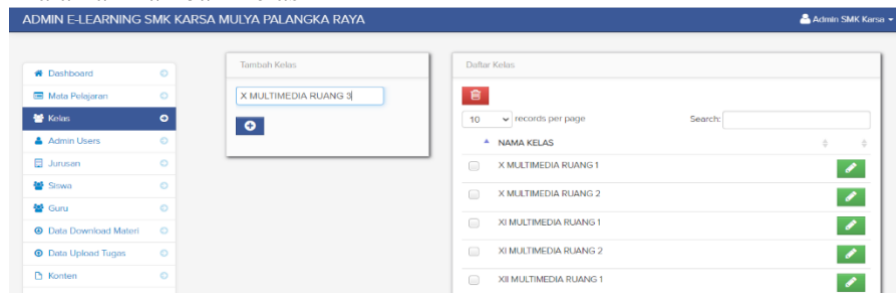 ADMIN E-LEARNING SMK KARSA MULYA PALANGKA RAYA
Admin SMK Karsa
Dashboard
Mata Pelajaran
Kelas
Admin Users
Jurusan
Siswa
Guru
Data Download Materi
Data Upload Tugas
Konten
Tambah Kelas
X MULTIMEDIA RUANG 3
Daftar Kelas
10 records per page
Search:
NAMA KELAS
X MULTIMEDIA RUANG 1
X MULTIMEDIA RUANG 2
XI MULTIMEDIA RUANG 1
XI MULTIMEDIA RUANG 2
XII MULTIMEDIA RUANG 1